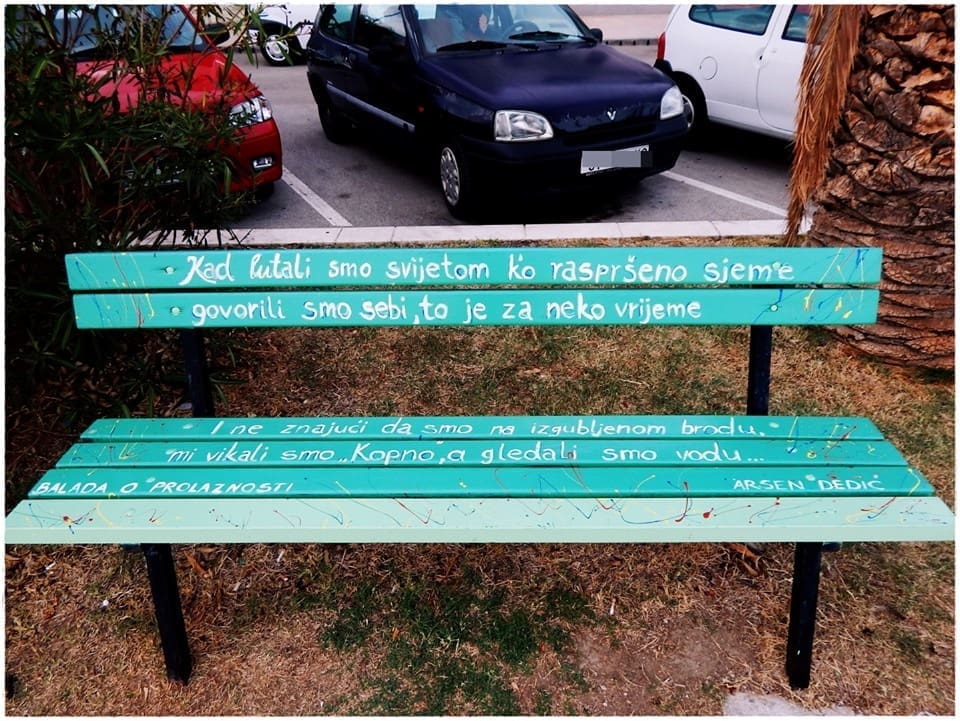 Kad lutali smo svijetom k'o raspršeno sjeme
govorili smo sebi, to je za neko vrijeme
I ne znajući da smo na izgubljenom brodu,
mi vikali smo „Kopno", a gledali smo vodu...
BALADA O PROLAZNOSTI ARSEN DEDIĆ